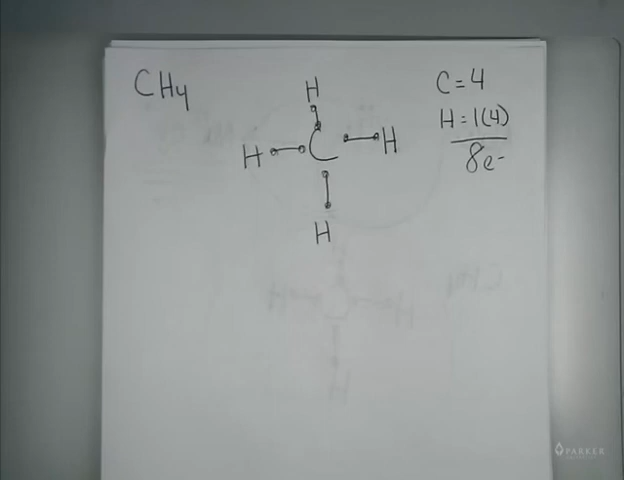 CH4
H
H C H
H
C = 4
H = 1(4)
8e-
PARKER